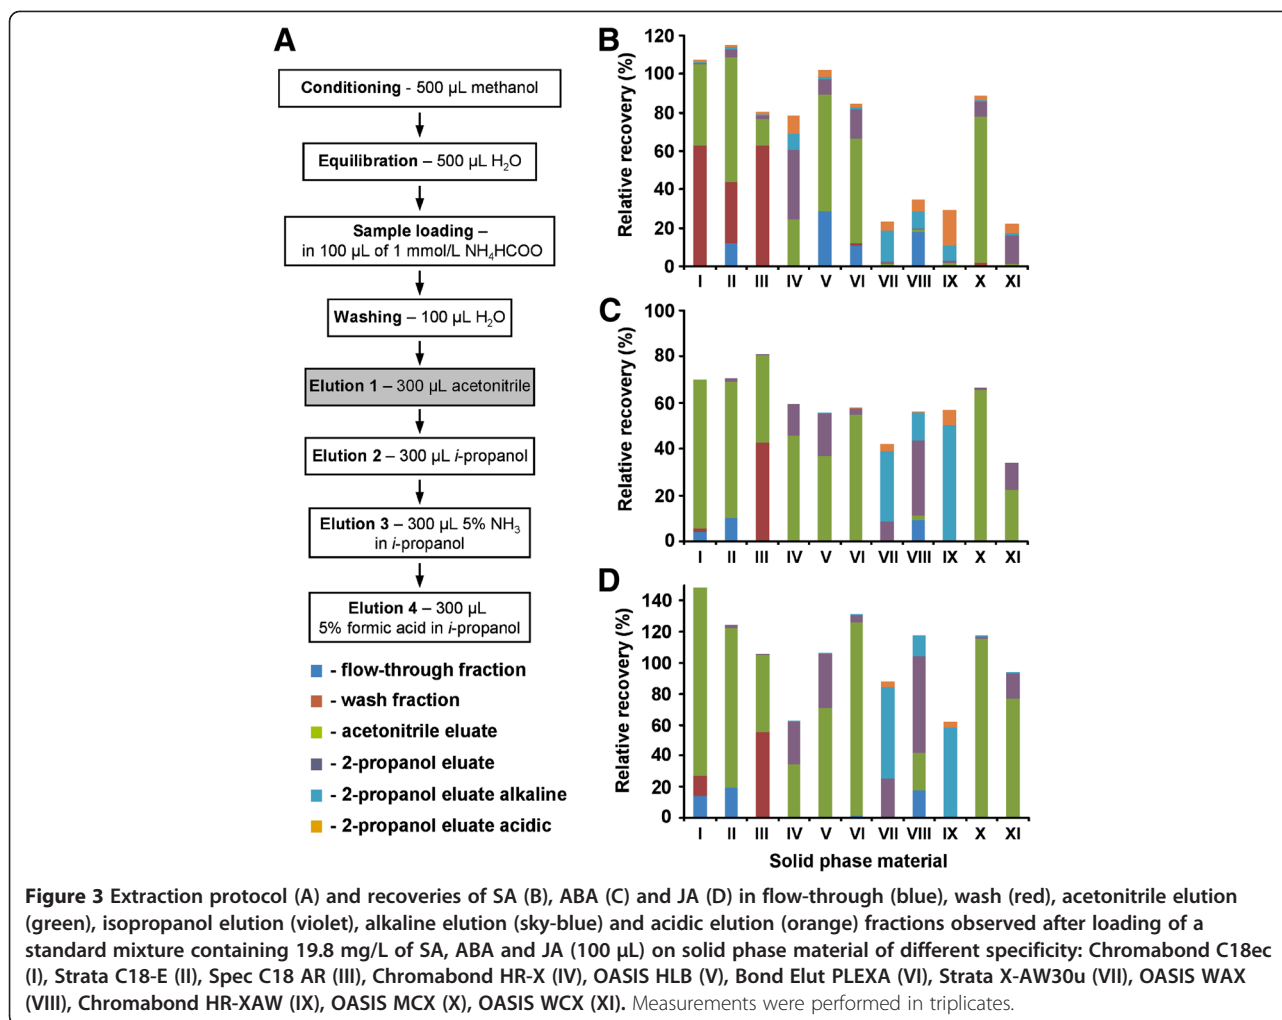 A
Conditioning - 500 µL methanol
Equilibration – 500 µL H₂O
Sample loading –
in 100 µL of 1 mmol/L NH₄HCOO
Washing – 100 µL H₂O
Elution 1 – 300 µL acetonitrile
Elution 2 – 300 µL i-propanol
Elution 3 – 300 µL 5% NH₃
in i-propanol
Elution 4 – 300 µL
5% formic acid in i-propanol
- flow-through fraction
- wash fraction
- acetonitrile eluate
- 2-propanol eluate
- 2-propanol eluate alkaline
- 2-propanol eluate acidic
B
Relative recovery (%)
120
100
80
60
40
20
0
I II III IV V VI VII VIII IX X XI
C
Relative recovery (%)
100
80
60
40
20
0
I II III IV V VI VII VIII IX X XI
D
Relative recovery (%)
140
120
100
80
60
40
20
0
I II III IV V VI VII VIII IX X XI
Solid phase material
Figure 3 Extraction protocol (A) and recoveries of SA (B), ABA (C) and JA (D) in flow-through (blue), wash (red), acetonitrile elution
(green), isopropanol elution (violet), alkaline elution (sky-blue) and acidic elution (orange) fractions observed after loading of a
standard mixture containing 19.8 mg/L of SA, ABA and JA (100 µL) on solid phase material of different specificity: Chromabond C18ec
(I), Strata C18-E (II), Spec C18 AR (III), Chromabond HR-X (IV), OASIS HLB (V), Bond Elut PLEXA (VI), Strata X-AW30u (VII), OASIS WAX
(VIII), Chromabond HR-XAW (IX), OASIS MCX (X), OASIS WCX (XI). Measurements were performed in triplicates.